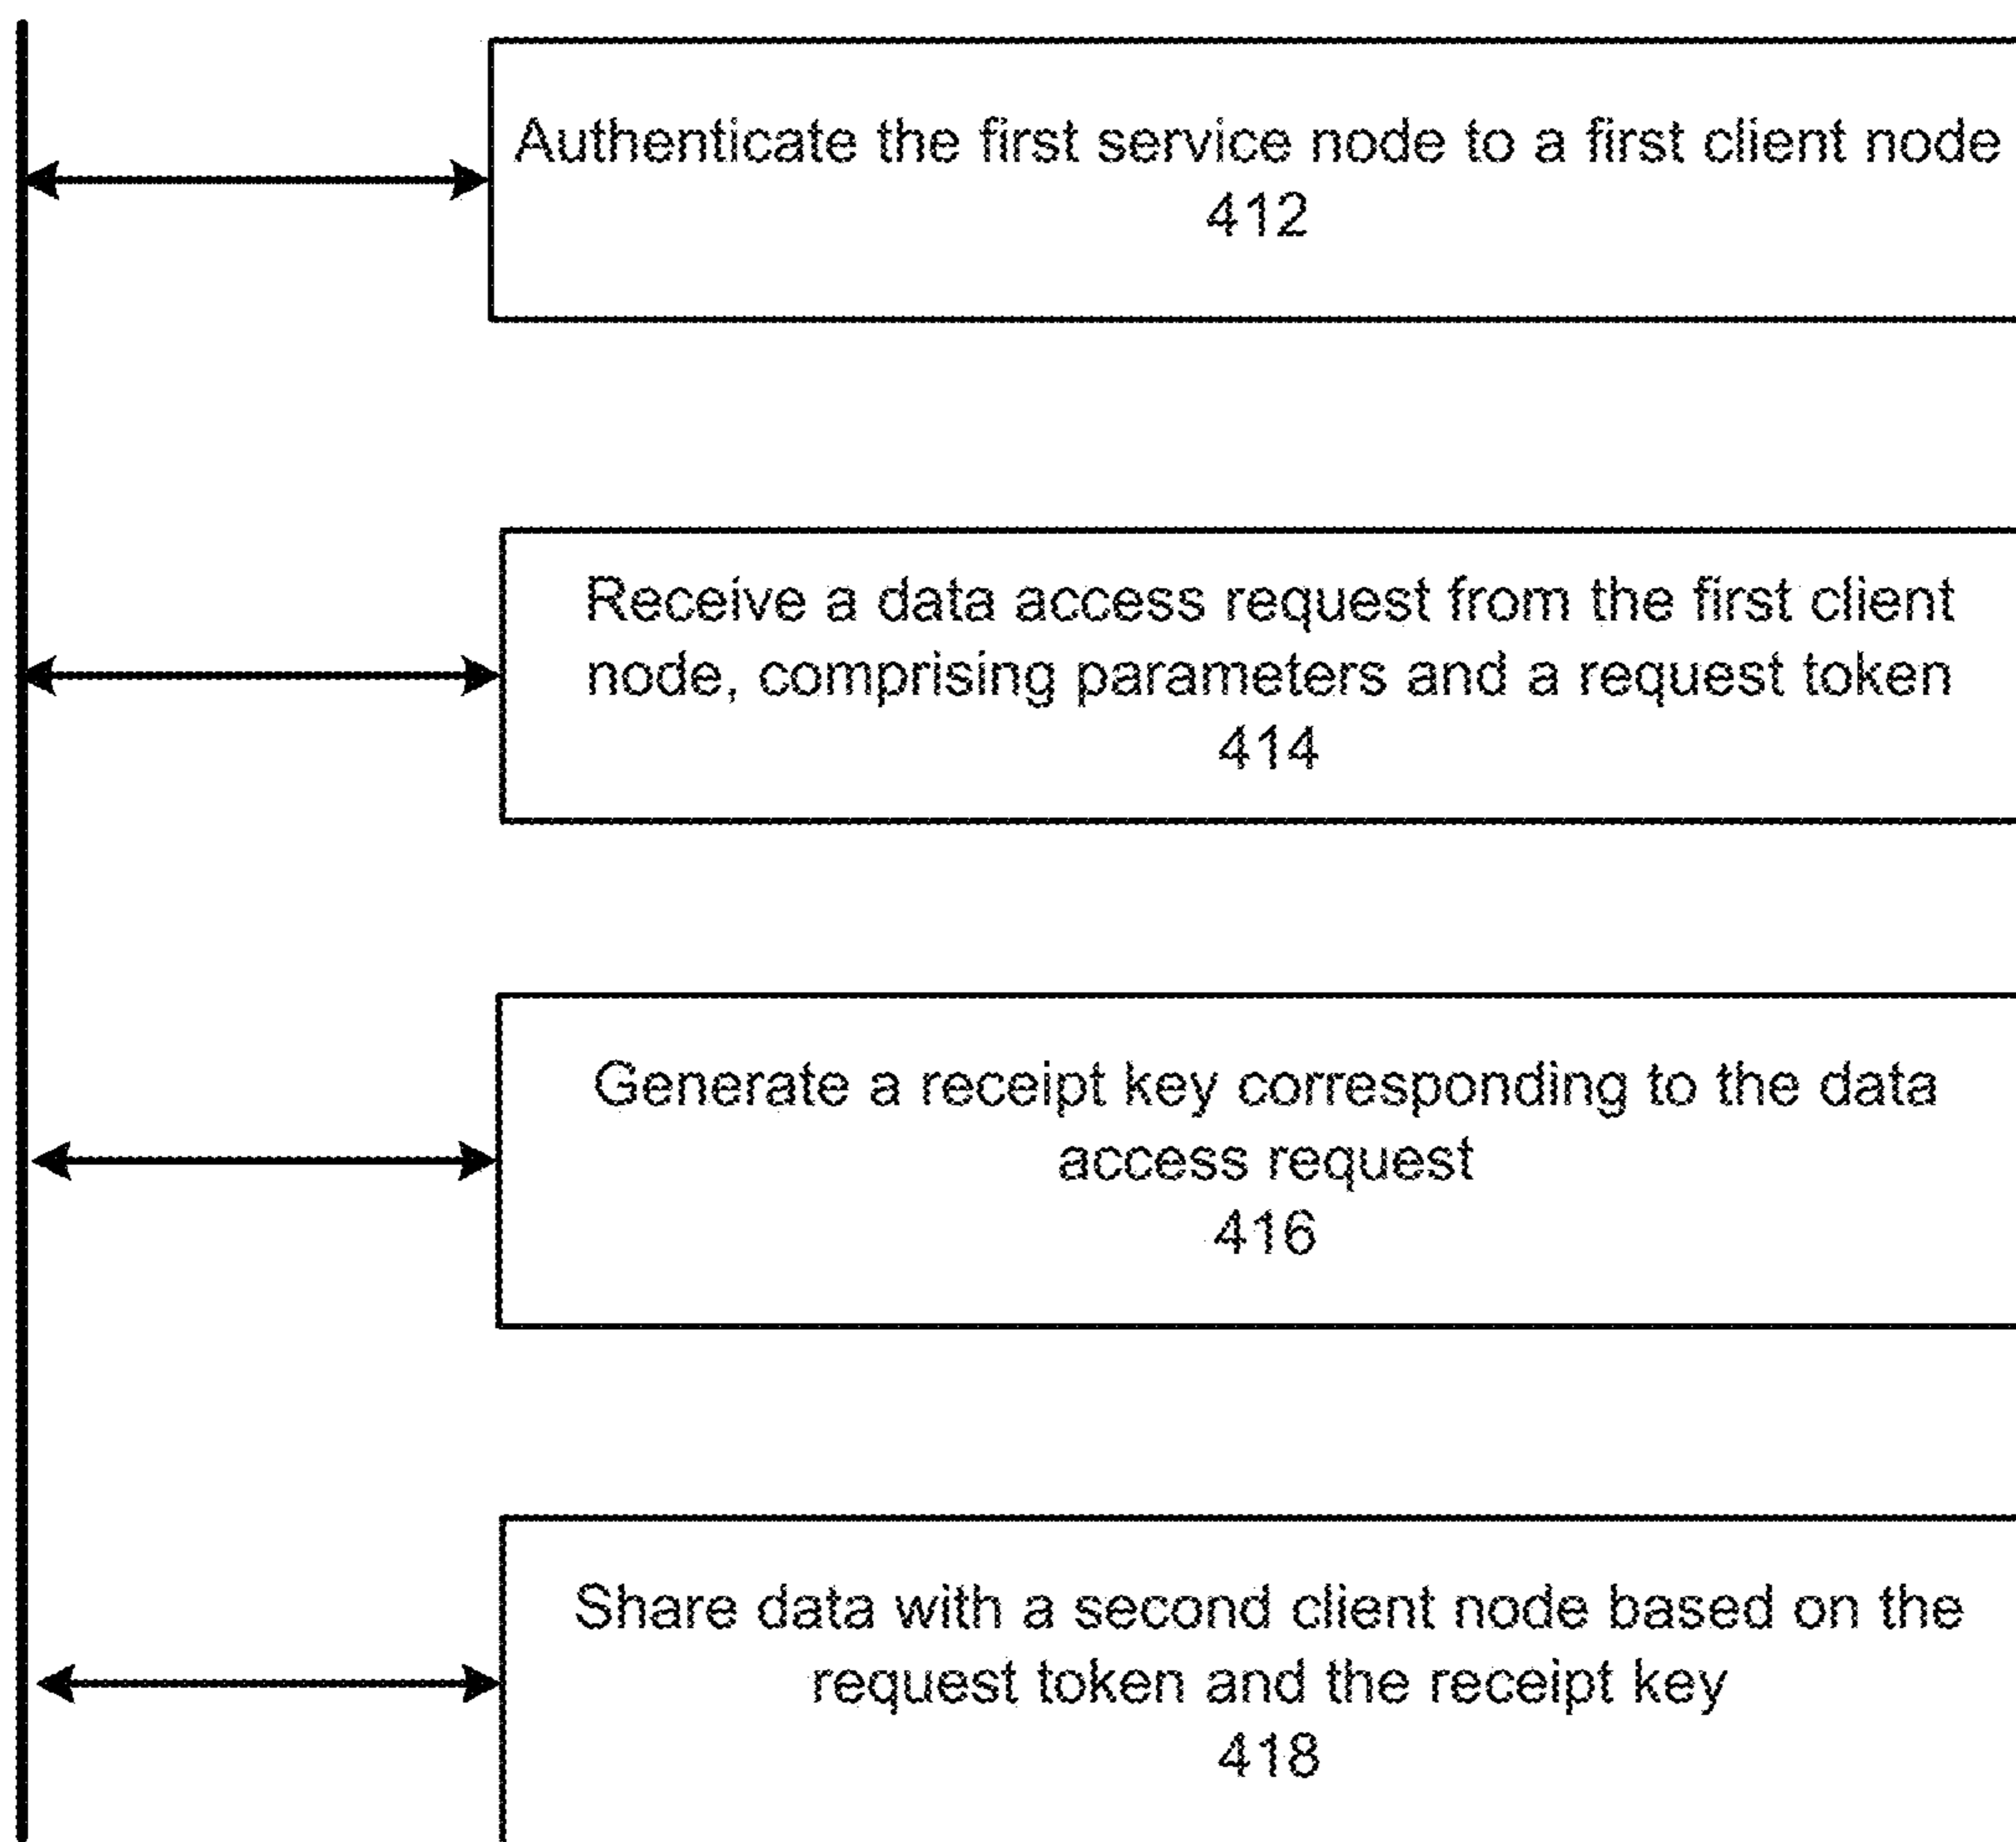 Authenticate the first service node to a first client node
412
Receive a data access request from the first client
node, comprising parameters and a request token
414
Generate a receipt key corresponding to the data
access request
416
Share data with a second client node based on the
request token and the receipt key
418